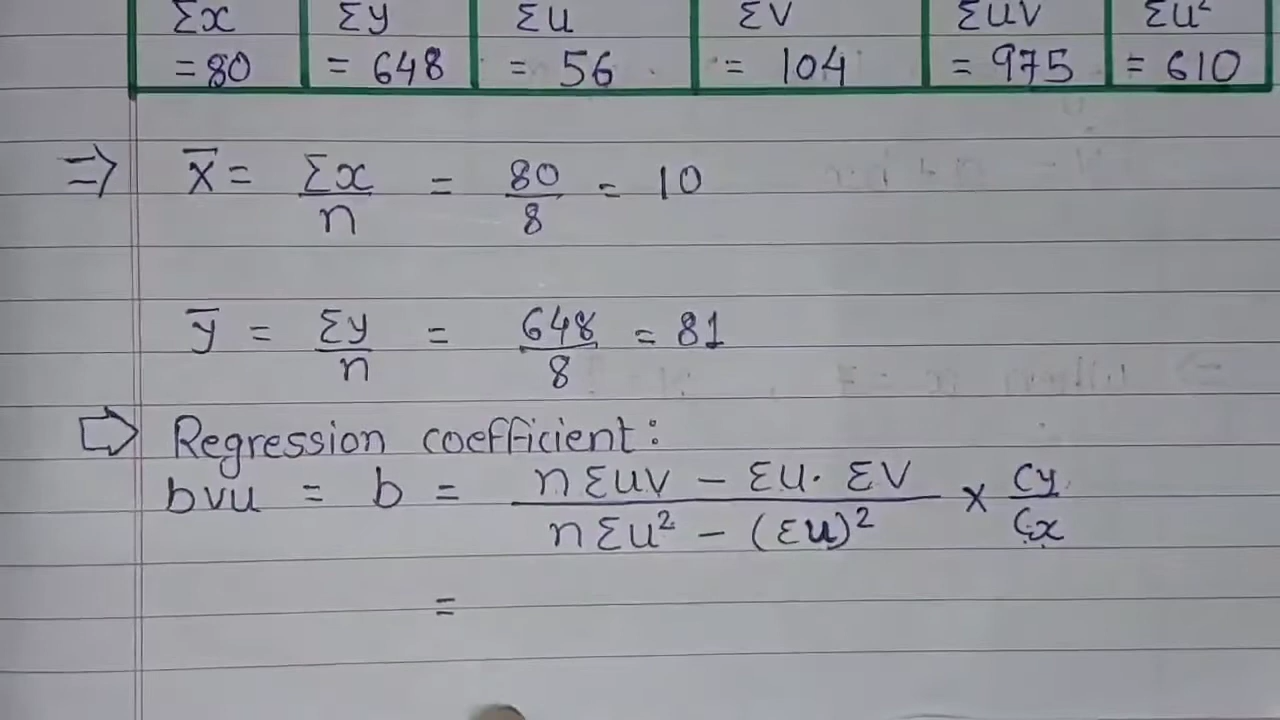 Σx Σy Σu Σv Σuv Σu²
=80 = 648 = 56 = 104 = 975 = 610
⇒ x̄ = Σx/n = 80/8 = 10
ȳ = Σy/n = 648/8 = 81
⇨ Regression coefficient:
bvu = b = nΣuv - Σu· Σv / nΣu² - (Σu)² × Cy/Cx
=